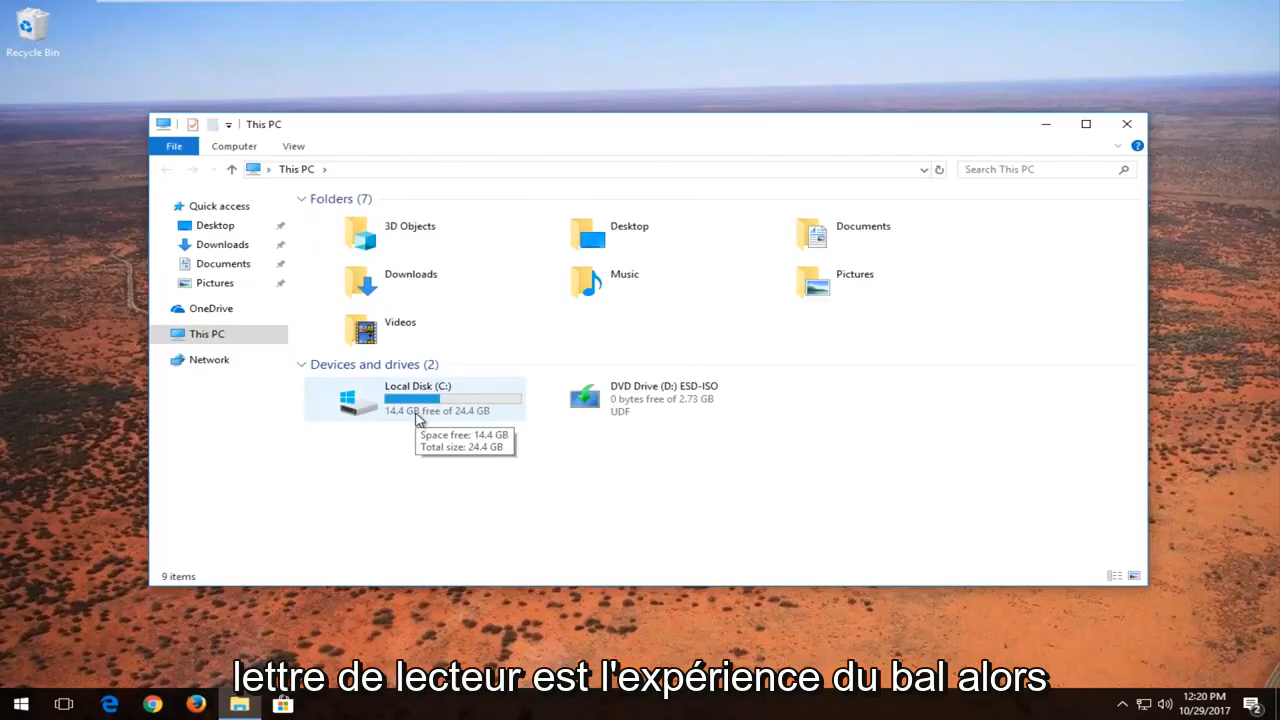 Recycle Bin
This PC
File Computer View
This PC
Search This PC
Quick access
Desktop
Downloads
Documents
Pictures
OneDrive
This PC
Network
Folders (7)
3D Objects
Desktop
Documents
Downloads
Music
Pictures
Videos
Devices and drives (2)
Local Disk (C:)
14.4 GB free of 24.4 GB
DVD Drive (D:) ESD-ISO
0 bytes free of 2.73 GB
UDF
Space free: 14.4 GB
Total size: 24.4 GB
9 items
lettre de lecteur est l'expérience du bal alors
12:20 PM
10/29/2017
2